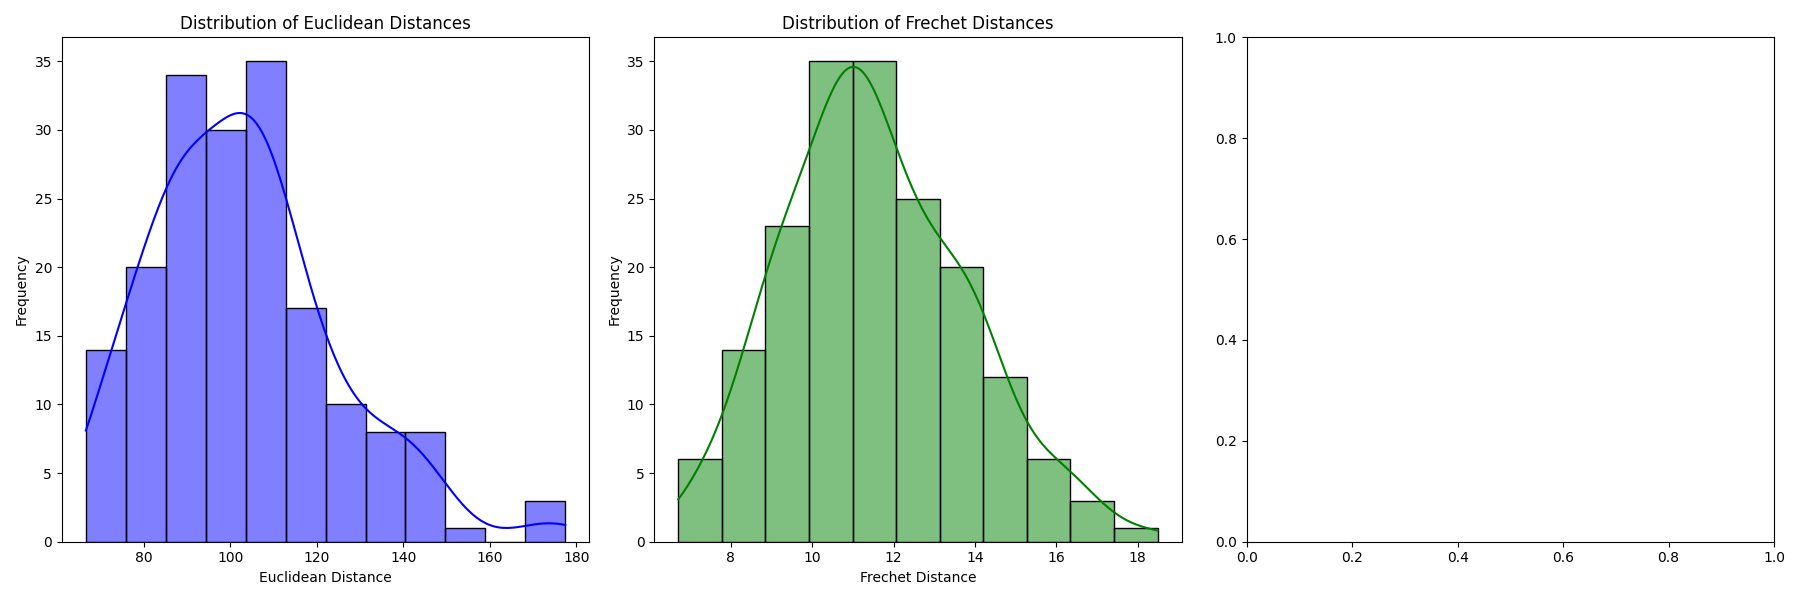 Distribution of Euclidean Distances
35
30
25
20
15
10
5
0
Frequency
80 100 120 140 160 180
Euclidean Distance
Distribution of Frechet Distances
35
30
25
20
15
10
5
0
Frequency
8 10 12 14 16 18
Frechet Distance
1.0
0.8
0.6
0.4
0.2
0.0
0.0 0.2 0.4 0.6 0.8 1.0